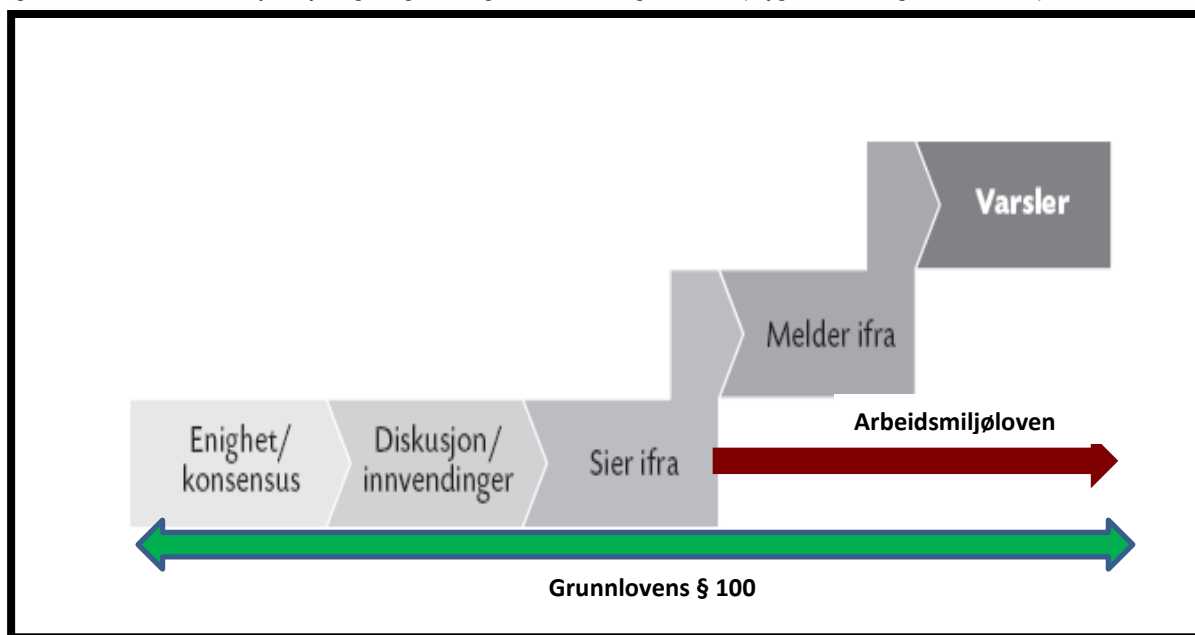 Varsler
Melder ifra
Arbeidsmiljøloven
Enighet/
konsensus
Diskusjon/
innvendinger
Sier ifra
Grunnlovens § 100